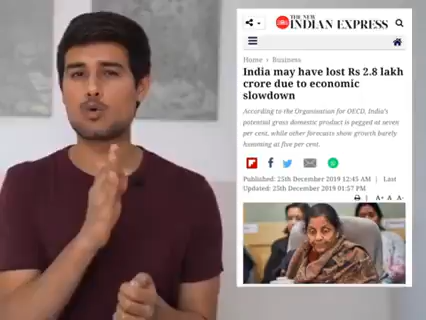 THE NEW
INDIAN EXPRESS
Home › Business
India may have lost Rs 2.8 lakh
crore due to economic
slowdown
According to the Organisation for OECD, India's
potential gross domestic product is pegged at seven
per cent, while other forecasts show growth barely
humming at five per cent.
Published: 25th December 2019 12:45 AM | Last
Updated: 25th December 2019 01:57 PM
A+ A A-